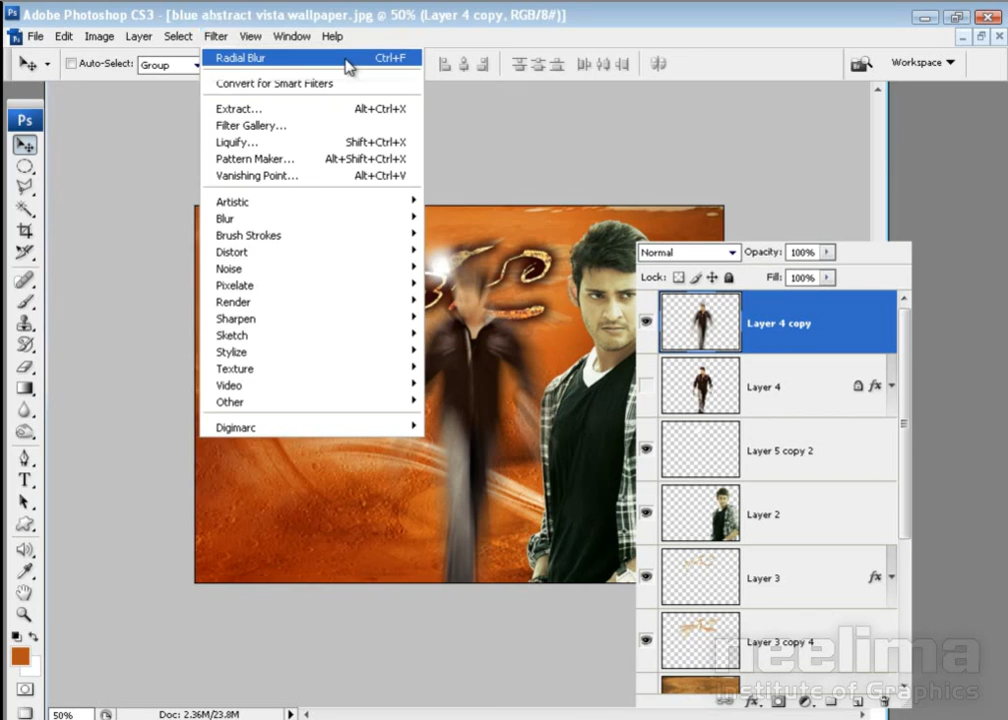 Adobe Photoshop CS3 - [blue abstract vista wallpaper.jpg @ 50% (Layer 4 copy, RGB/8#)]
File Edit Image Layer Select Filter View Window Help
Auto-Select: Group
Workspace
Radial Blur Ctrl+F
Convert for Smart Filters
Extract... Alt+Ctrl+X
Filter Gallery...
Liquify... Shift+Ctrl+X
Pattern Maker... Alt+Shift+Ctrl+X
Vanishing Point... Alt+Ctrl+V
Artistic
Blur
Brush Strokes
Distort
Noise
Pixelate
Render
Sharpen
Sketch
Stylize
Texture
Video
Other
Digimarc
Normal Opacity: 100%
Lock: Fill: 100%
Layer 4 copy
Layer 4 fx
Layer 5 copy 2
Layer 2
Layer 3 fx
Layer 3 copy 4
neelima
Institute of Graphics
50% Doc: 2.36M/23.8M